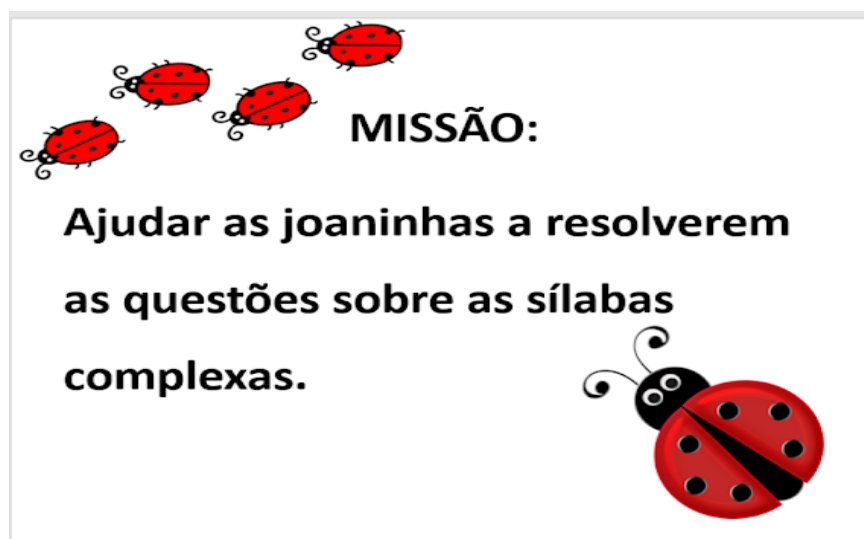 MISSÃO:
Ajudar as joaninhas a resolverem
as questões sobre as sílabas
complexas.